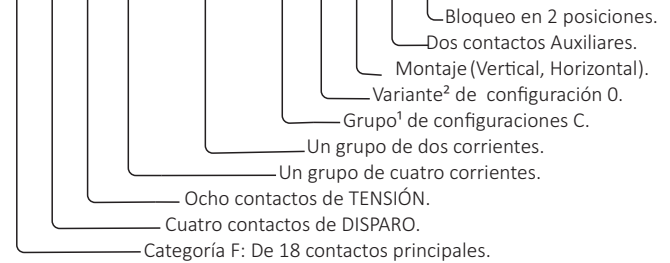 Bloqueo en 2 posiciones.
Dos contactos Auxiliares.
Montaje (Vertical, Horizontal).
Variante² de configuración 0.
Grupo¹ de configuraciones C.
Un grupo de dos corrientes.
Un grupo de cuatro corrientes.
Ocho contactos de TENSIÓN.
Cuatro contactos de DISPARO.
Categoría F: De 18 contactos principales.